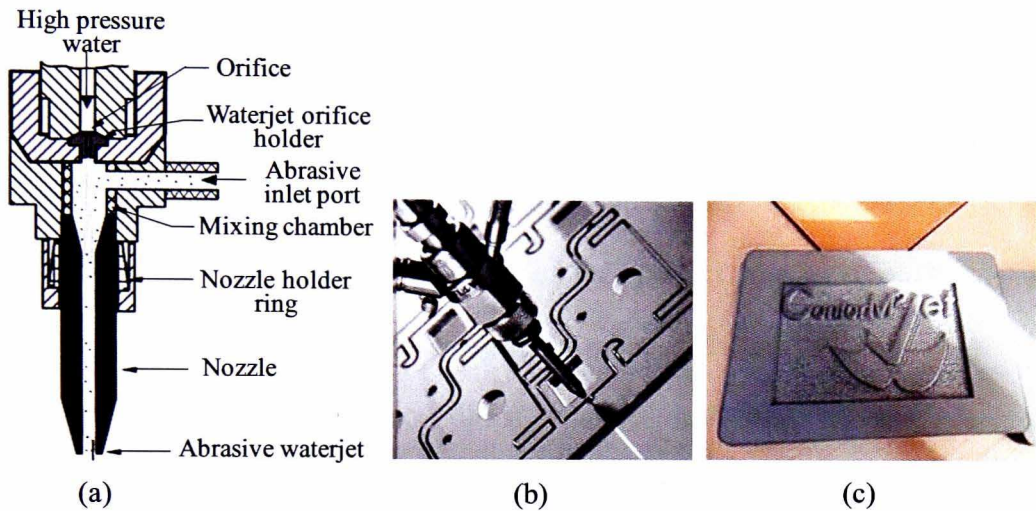 High pressure
water
Orifice
Waterjet orifice
holder
Abrasive
inlet port
Mixing chamber
Nozzle holder
ring
Nozzle
Abrasive waterjet
(a)
(b)
(c)